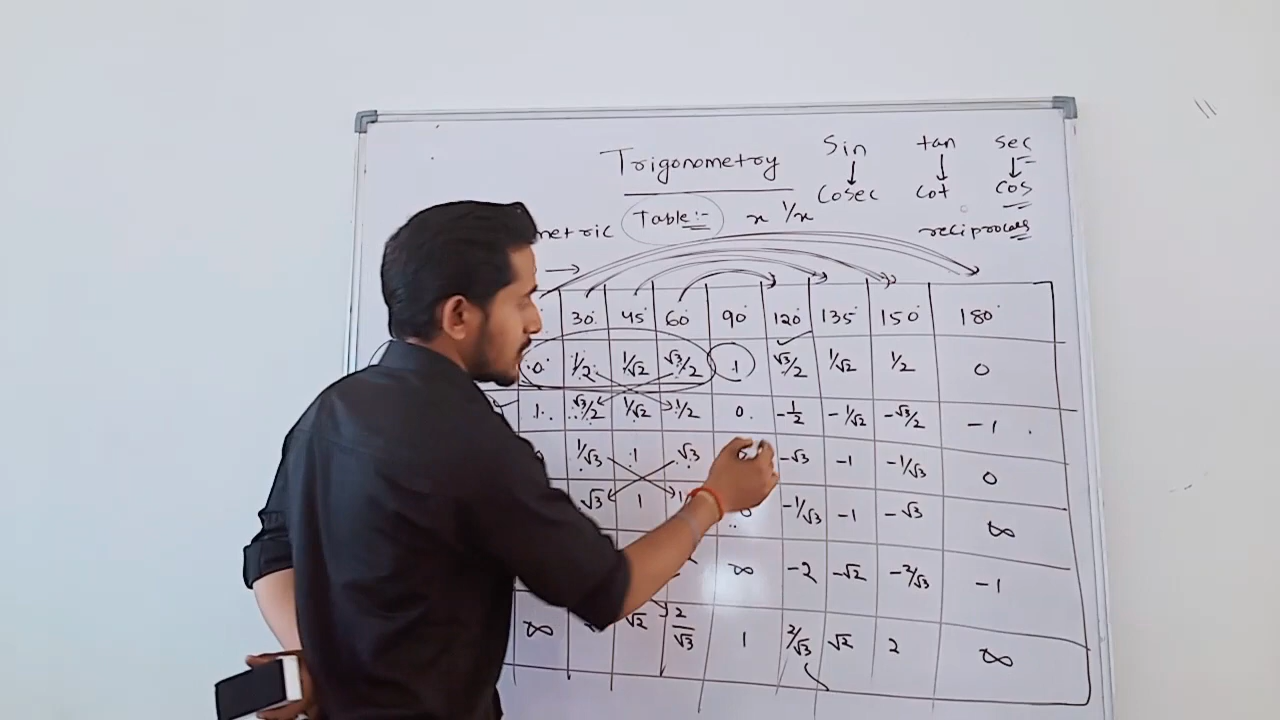 Trigonometry Sin tan sec
↓ ↓ ↓
Cosec Cot Cos
Table:- x 1/x reciprocals
→
30° 45° 60° 90° 120° 135° 150° 180°
0 1/2 1/√2 √3/2 1 √3/2 1/√2 1/2 0
1 √3/2 1/√2 1/2 0 -1/2 -1/√2 -√3/2 -1
1/√3 1 √3 -√3 -1 -1/√3 0
√3 1 0 -1/√3 -1 -√3 ∞
∞ -2 -√2 -2/√3 -1
∞ √2 2/√3 1 2/√3 √2 2 ∞